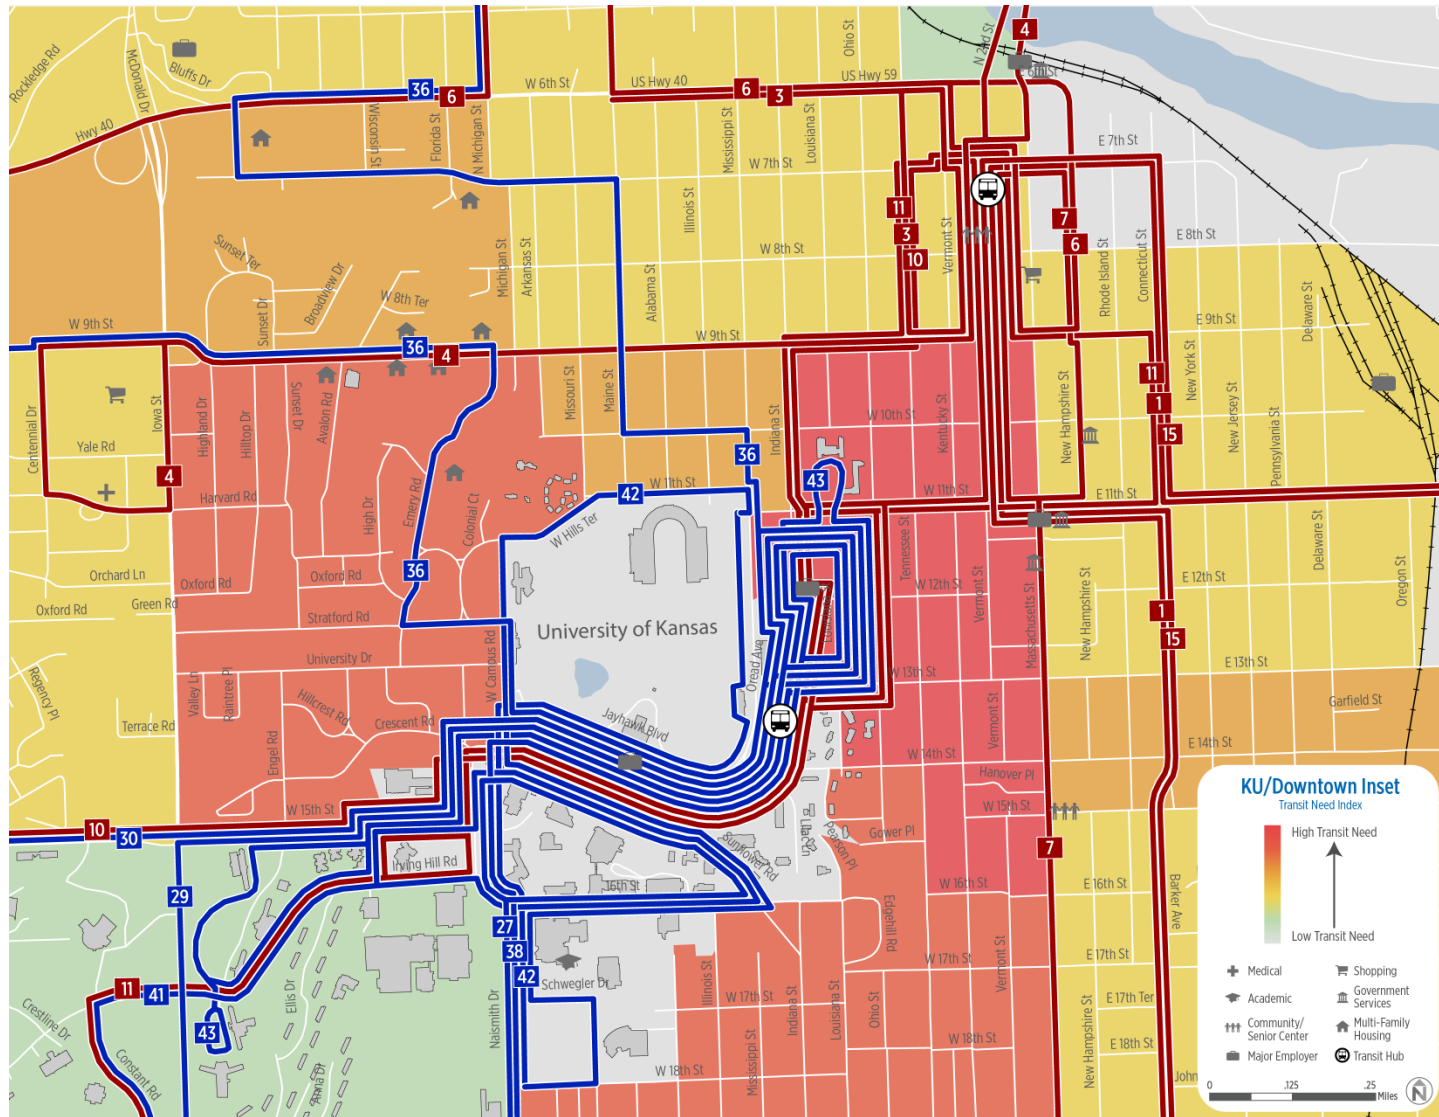 Rockledge Rd
McDonald Dr
Bluffs Dr
Hwy 40
36
6
W 6th St
US Hwy 40
6
3
US Hwy 59
Ohio St
N 2nd St
4
E 6th St
Wisconsin St
Florida St
N Michigan St
Mississippi St
Louisiana St
W 7th St
E 7th St
Illinois St
11
3
10
Vermont St
7
6
Rhode Island St
Connecticut St
E 8th St
Sunset Ter
Sunset Dr
Broadview Dr
W 8th Ter
Michigan St
Arkansas St
Alabama St
W 8th St
Delaware St
W 9th St
36
4
W 9th St
E 9th St
Centennial Dr
Iowa St
Yale Rd
4
Highland Dr
Hilltop Dr
Sunset Dr
Avalon Rd
Missouri St
Maine St
Indiana St
W 10th St
Kentucky St
New Hampshire St
11
1
15
New York St
New Jersey St
Pennsylvania St
Harvard Rd
High Dr
Emery Rd
Colonial Ct
36
43
42
W 11th St
W 11th St
E 11th St
W Hills Ter
Orchard Ln
Oxford Rd
Green Rd
Oxford Rd
Oxford Rd
36
Stratford Rd
University Dr
University of Kansas
Oread Ave
Louisiana
Tennessee St
W 12th St
Vermont St
Massachusetts St
New Hampshire St
E 12th St
Delaware St
Oregon St
1
15
W 13th St
E 13th St
Regency Pl
Valley Ln
Raintree Pl
Terrace Rd
Hillcrest Rd
Crescent Rd
Engel Rd
W Campus Rd
Jayhawk Blvd
Vermont St
Garfield St
W 14th St
E 14th St
Hanover Pl
W 15th St
W 15th St
10
30
Irving Hill Rd
Sunflower Rd
Lilac Ln
Pearson Pl
Gower Pl
7
29
16th St
W 16th St
E 16th St
Barker Ave
27
38
42
Schwegler Dr
Naismith Dr
Edgehill Rd
Vermont St
W 17th St
E 17th St
11
41
43
Ellis Dr
Crestline Dr
Constant Rd
Anna Dr
Illinois St
W 17th St
Indiana St
Louisiana St
Ohio St
E 17th Ter
Mississippi St
W 18th St
W 18th St
New Hampshire St
E 18th St
John
KU/Downtown Inset
Transit Need Index
High Transit Need
Low Transit Need
Medical
Shopping
Academic
Government
Services
Community/
Senior Center
Multi-Family
Housing
Major Employer
Transit Hub
0
.125
.25
Miles
N